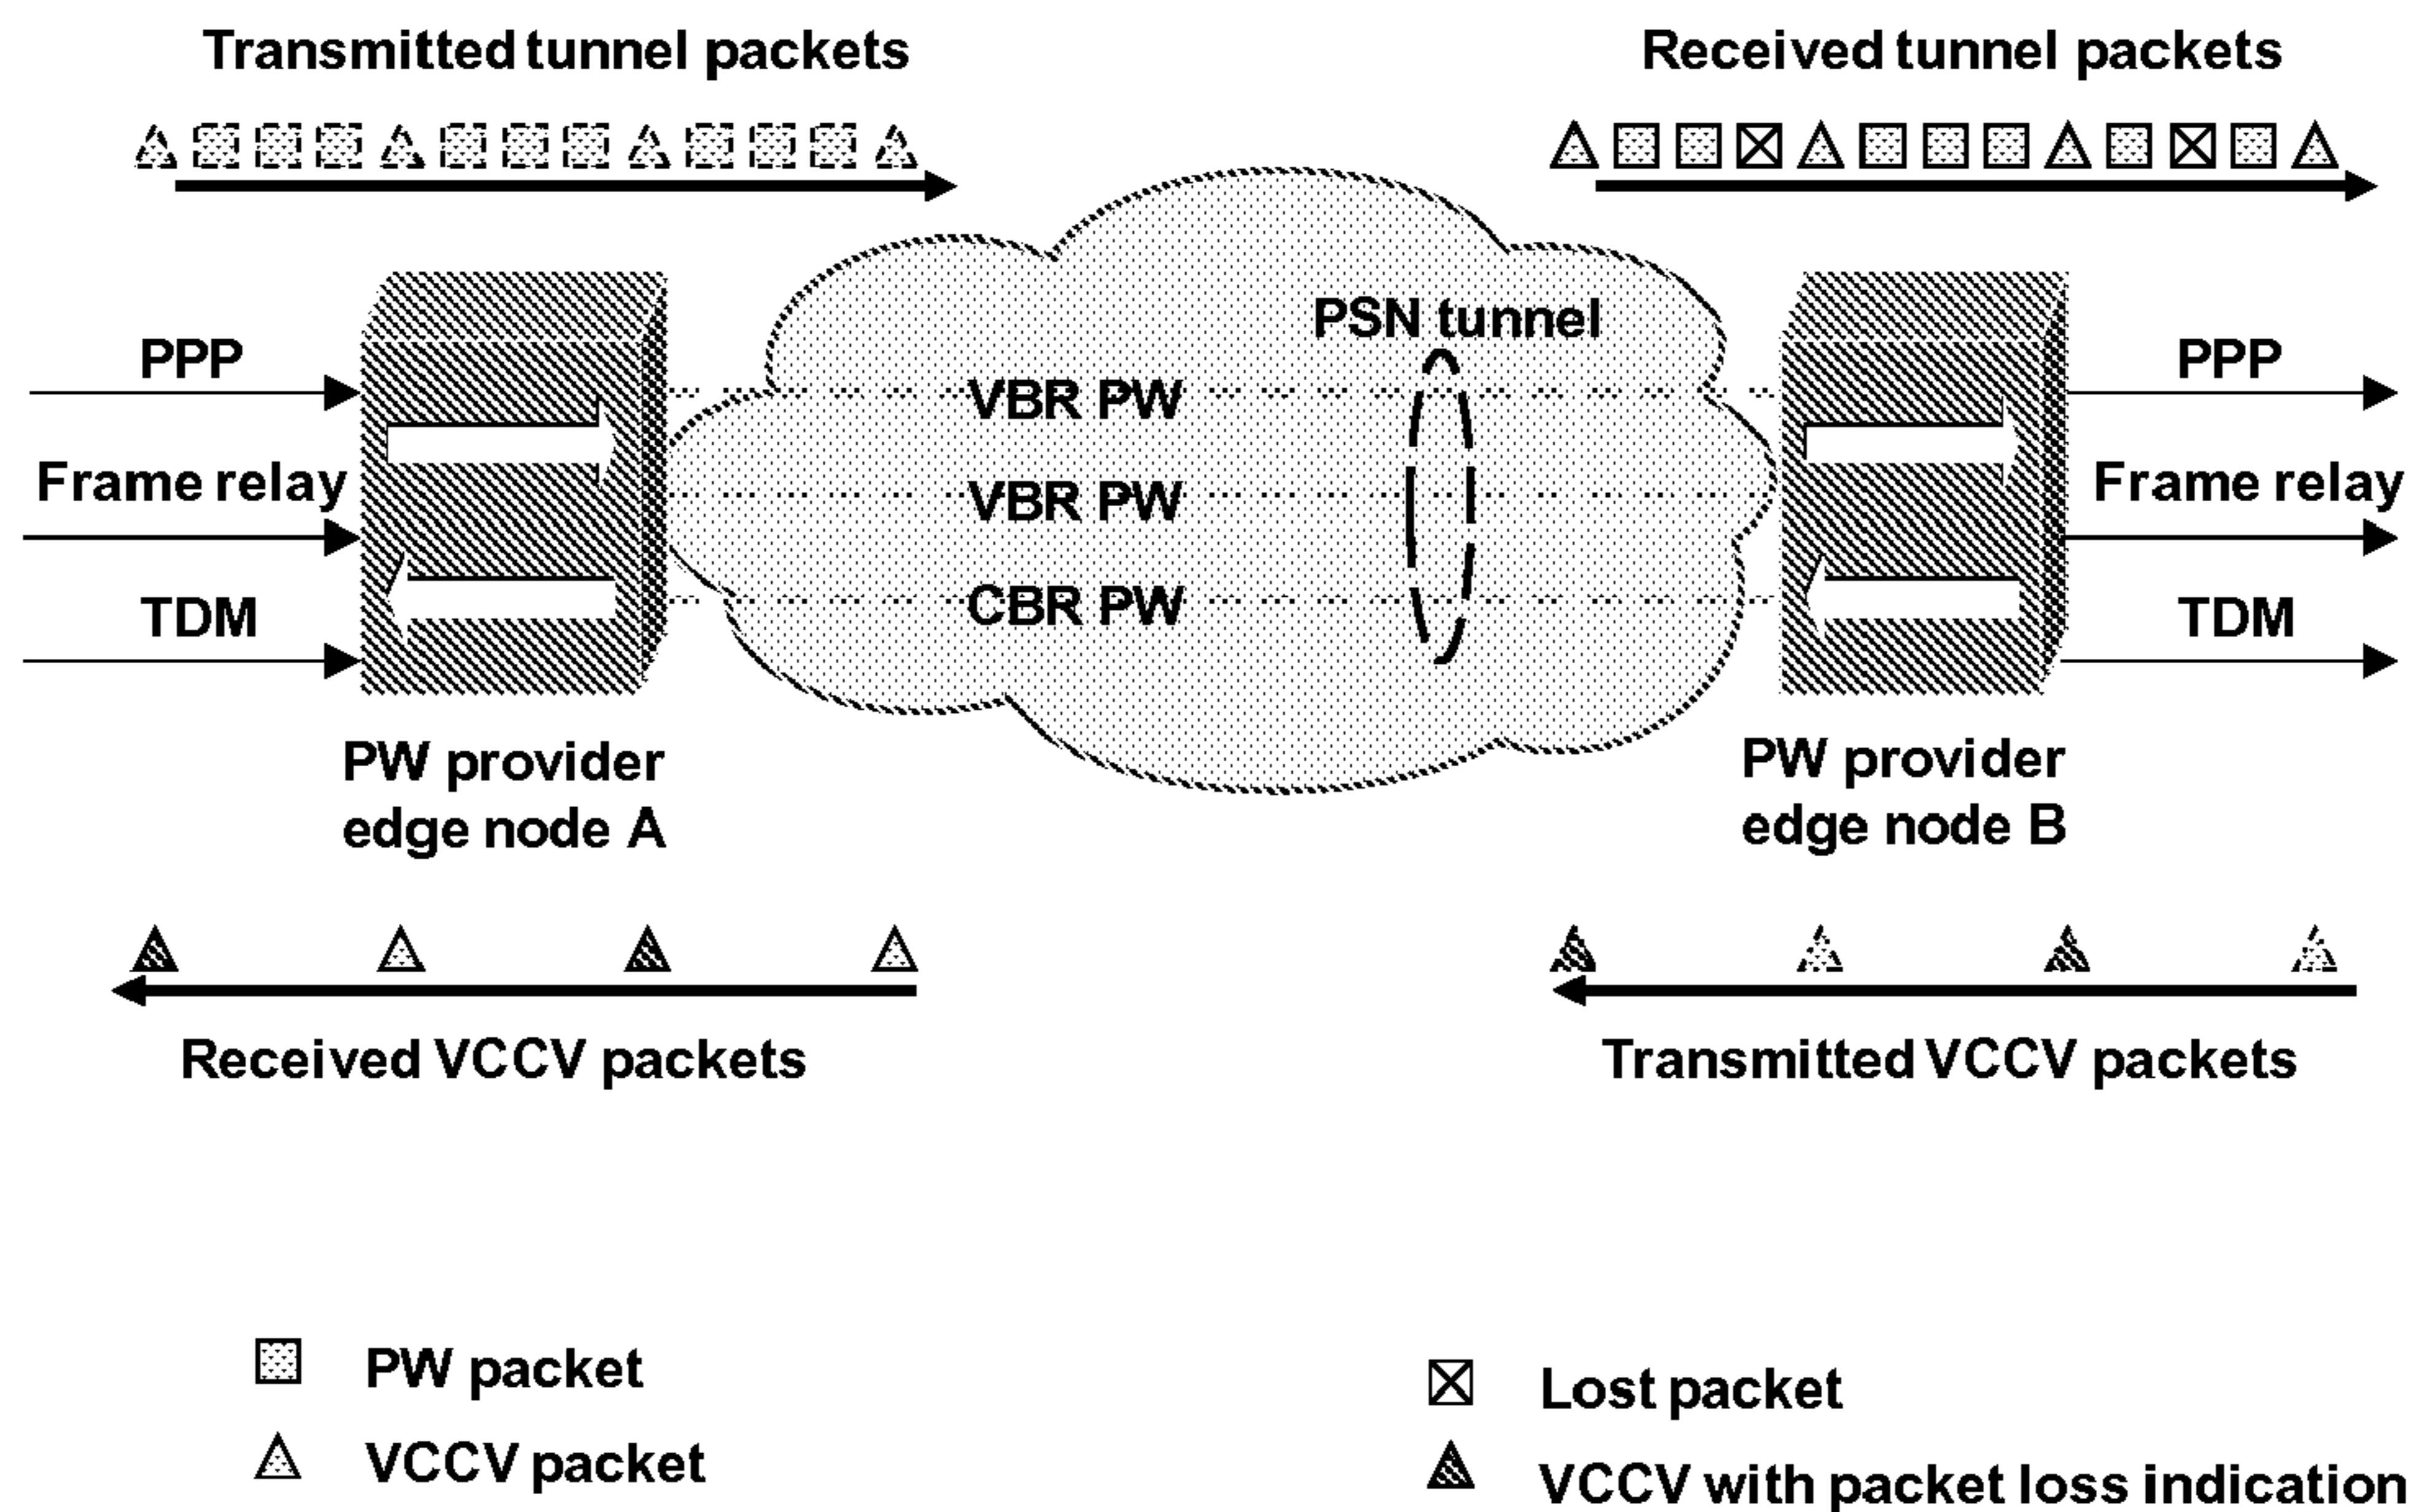 Transmitted tunnel packets
Received tunnel packets
PSN tunnel
PPP
VBR PW
PPP
Frame relay
VBR PW
Frame relay
TDM
CBR PW
TDM
PW provider
edge node A
PW provider
edge node B
Received VCCV packets
Transmitted VCCV packets
PW packet
Lost packet
VCCV packet
VCCV with packet loss indication